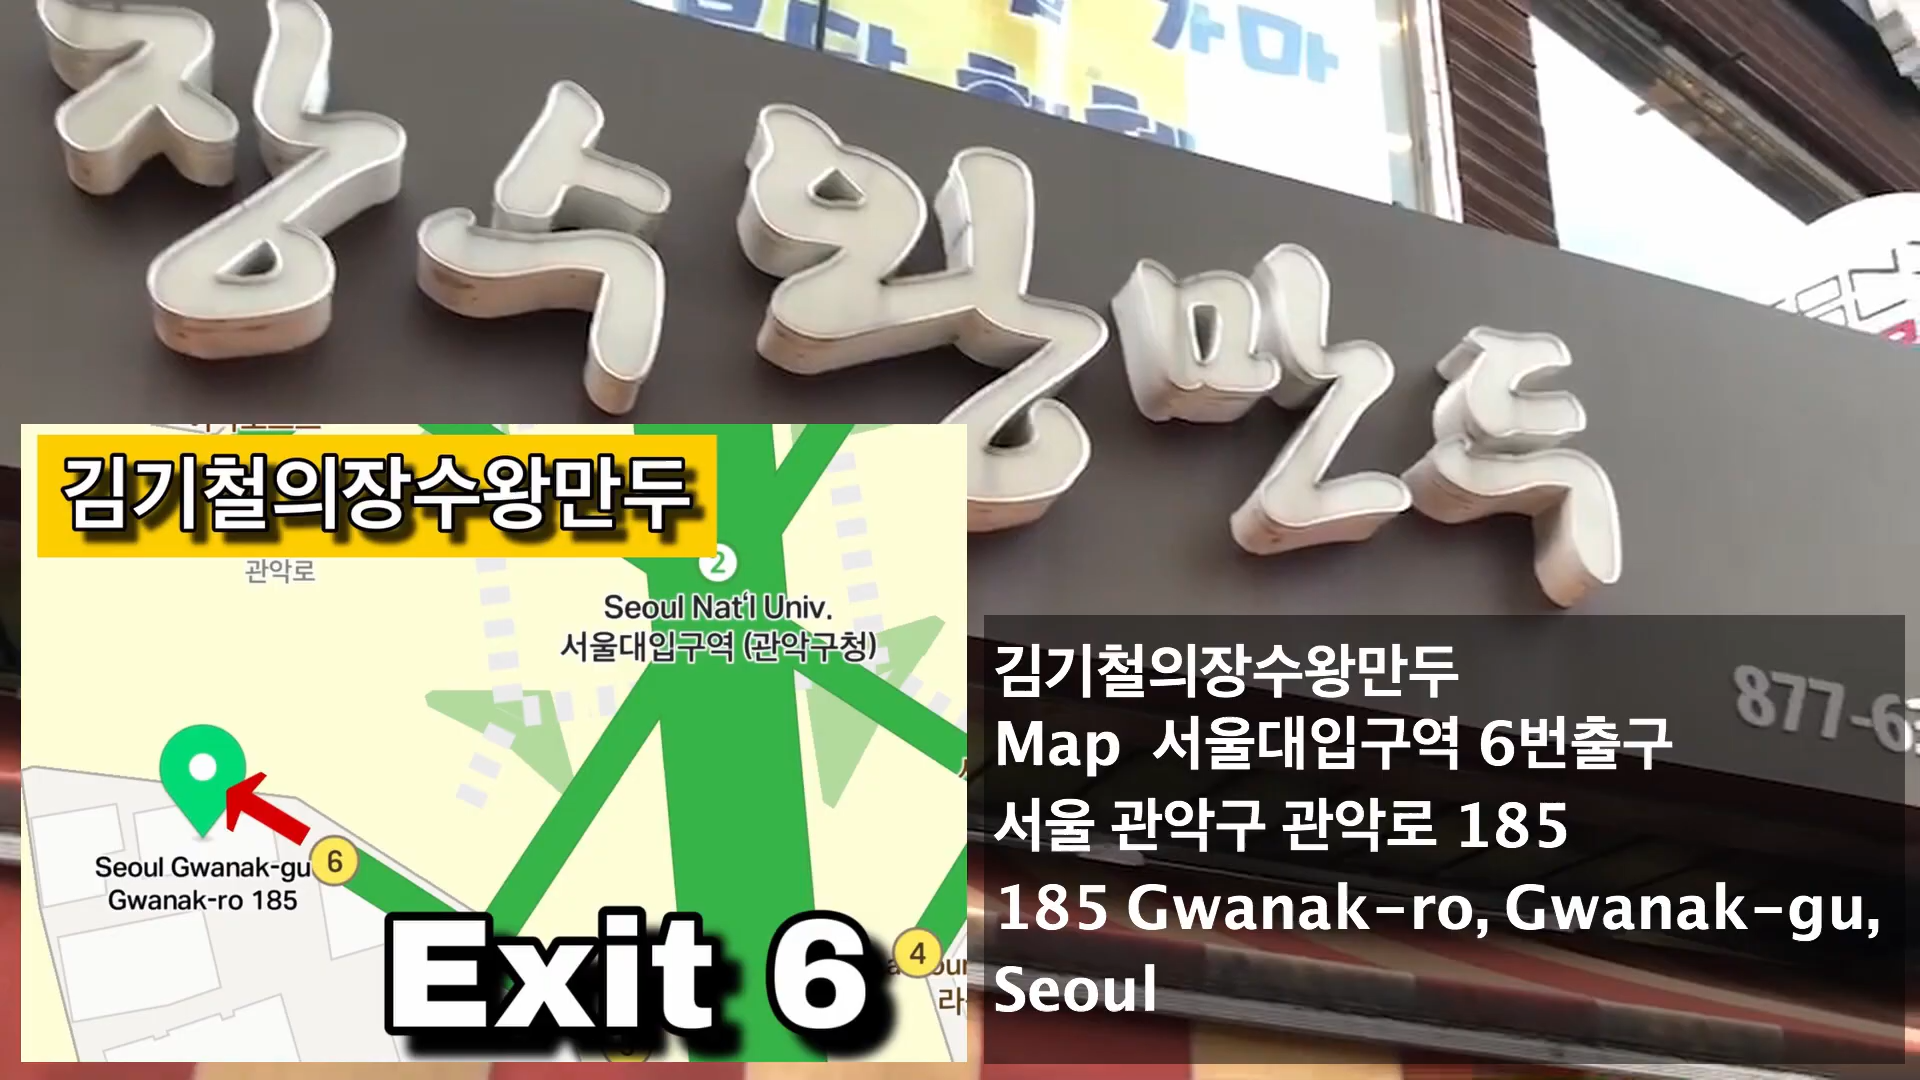 장수왕만두
877-6
김기철의장수왕만두
관악로
2
Seoul Nat'l Univ.
서울대입구역 (관악구청)
6
Seoul Gwanak-gu
Gwanak-ro 185
Exit 6
4
김기철의장수왕만두
Map 서울대입구역 6번출구
서울 관악구 관악로 185
185 Gwanak-ro, Gwanak-gu,
Seoul